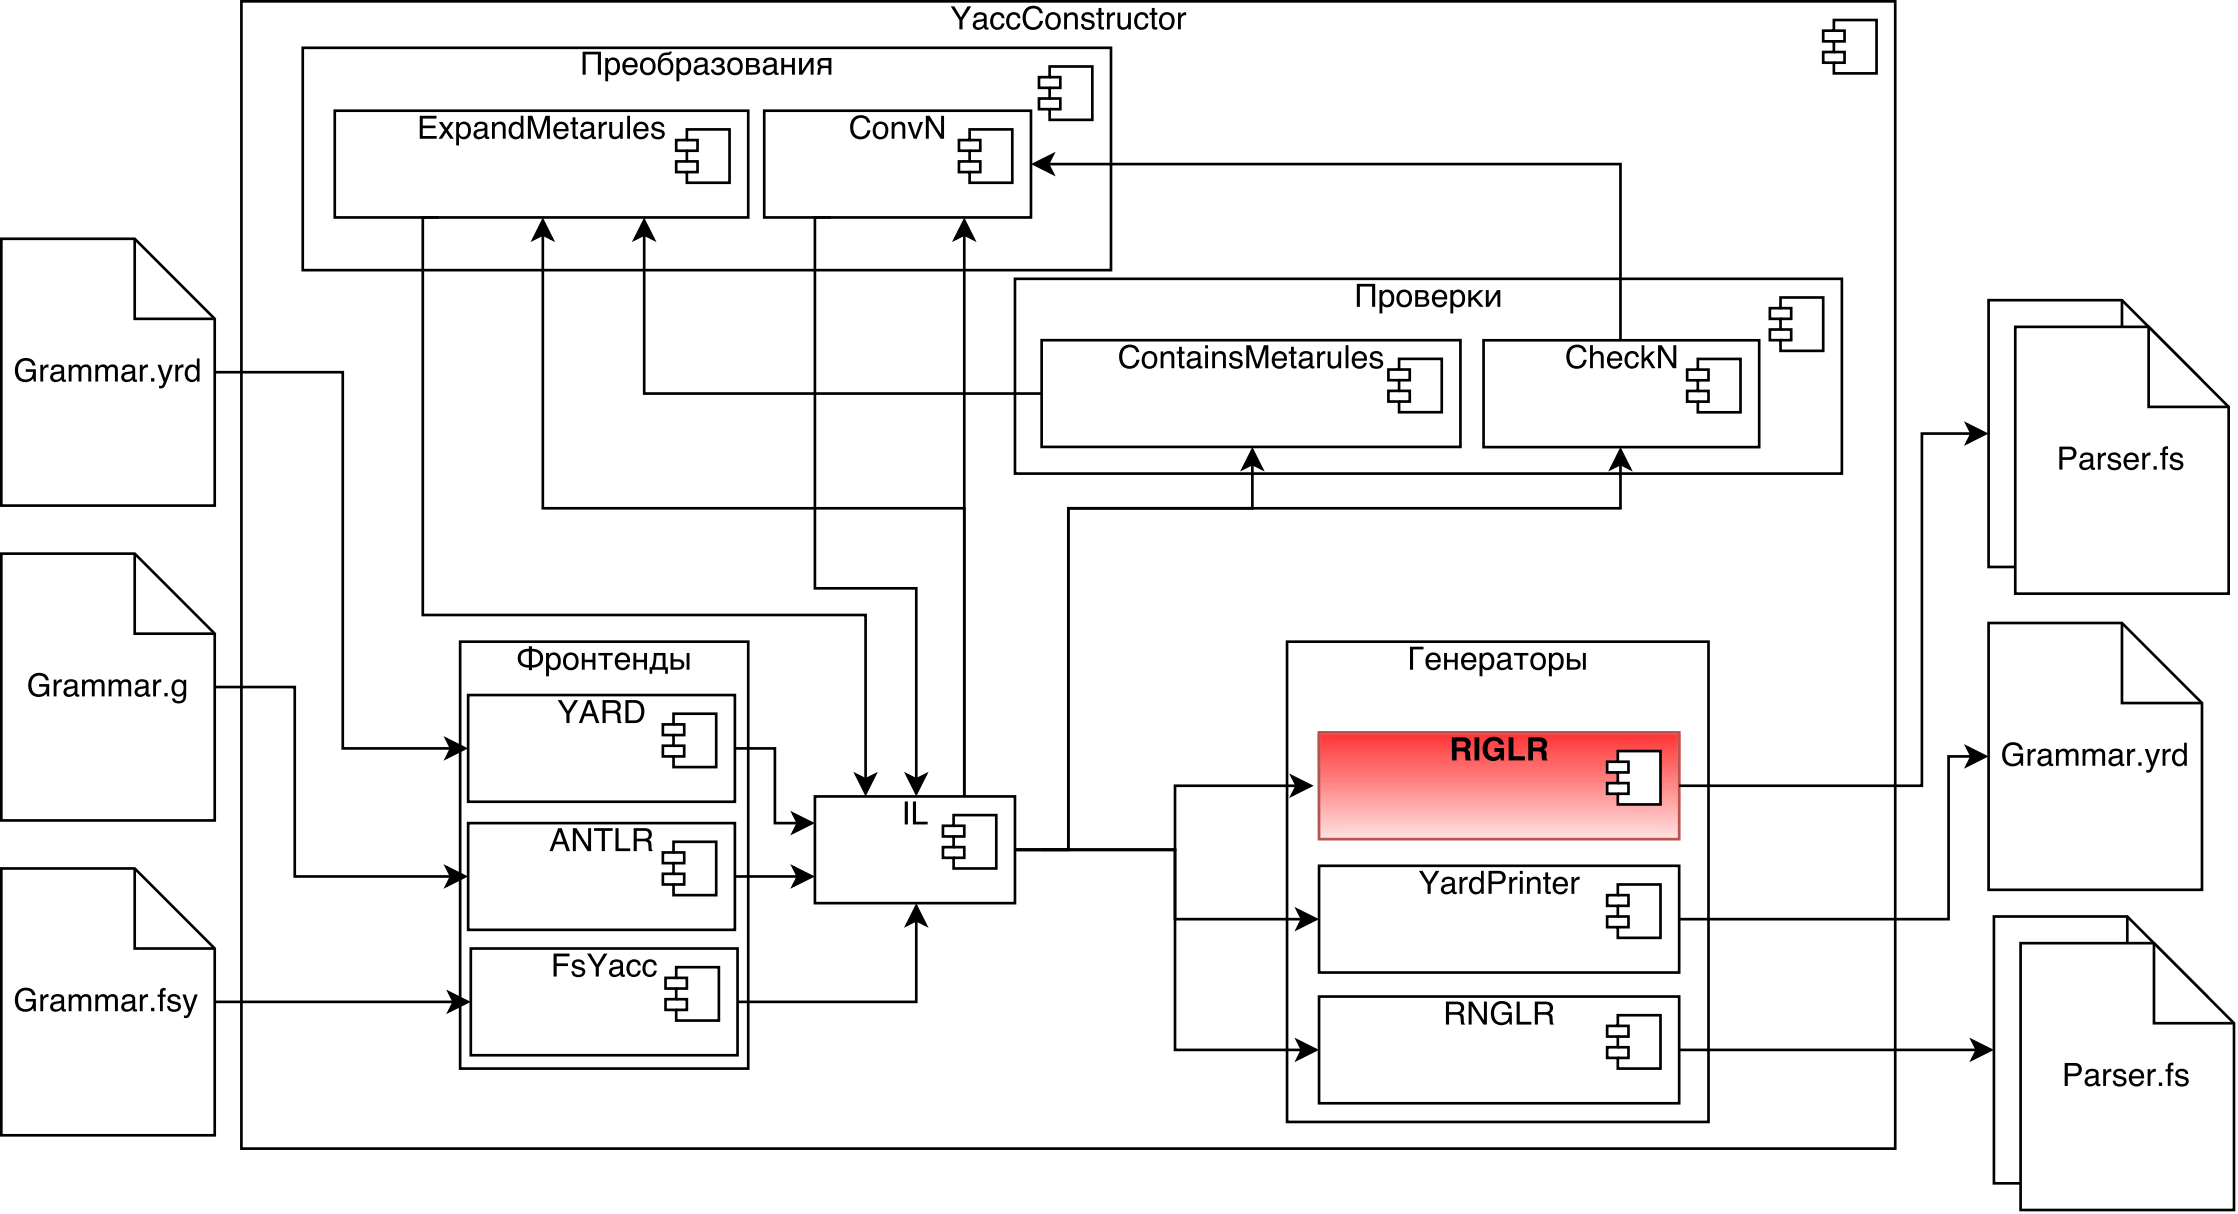 YaccConstructor
Преобразования
ExpandMetarules
ConvN
Проверки
ContainsMetarules
CheckN
Grammar.yrd
Grammar.g
Grammar.fsy
Фронтенды
YARD
ANTLR
FsYacc
IL
Генераторы
RIGLR
YardPrinter
RNGLR
Parser.fs
Grammar.yrd
Parser.fs